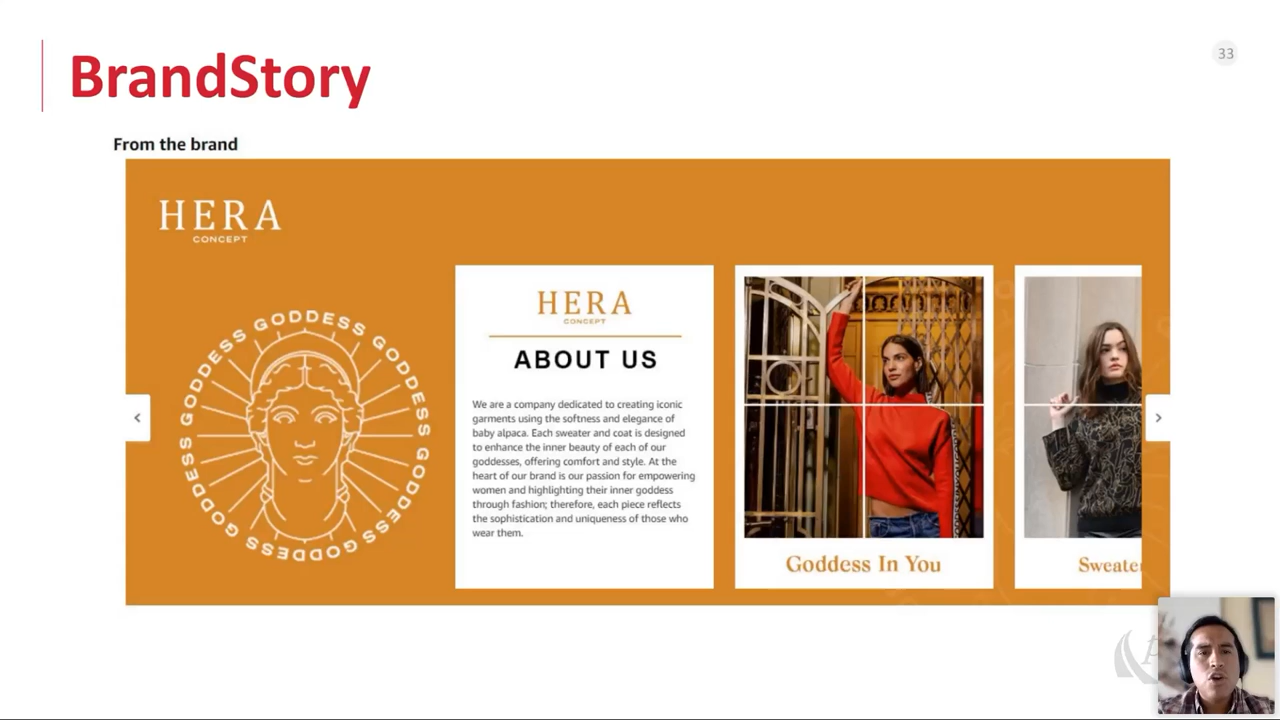 BrandStory
33
From the brand
HERA
CONCEPT
GODDESS GODDESS GODDESS GODDESS GODDESS GODDESS GODDESS
HERA
CONCEPT
ABOUT US
We are a company dedicated to creating iconic
garments using the softness and elegance of
baby alpaca. Each sweater and coat is designed
to enhance the inner beauty of each of our
goddesses, offering comfort and style. At the
heart of our brand is our passion for empowering
women and highlighting their inner goddess
through fashion; therefore, each piece reflects
the sophistication and uniqueness of those who
wear them.
Goddess In You
Sweate